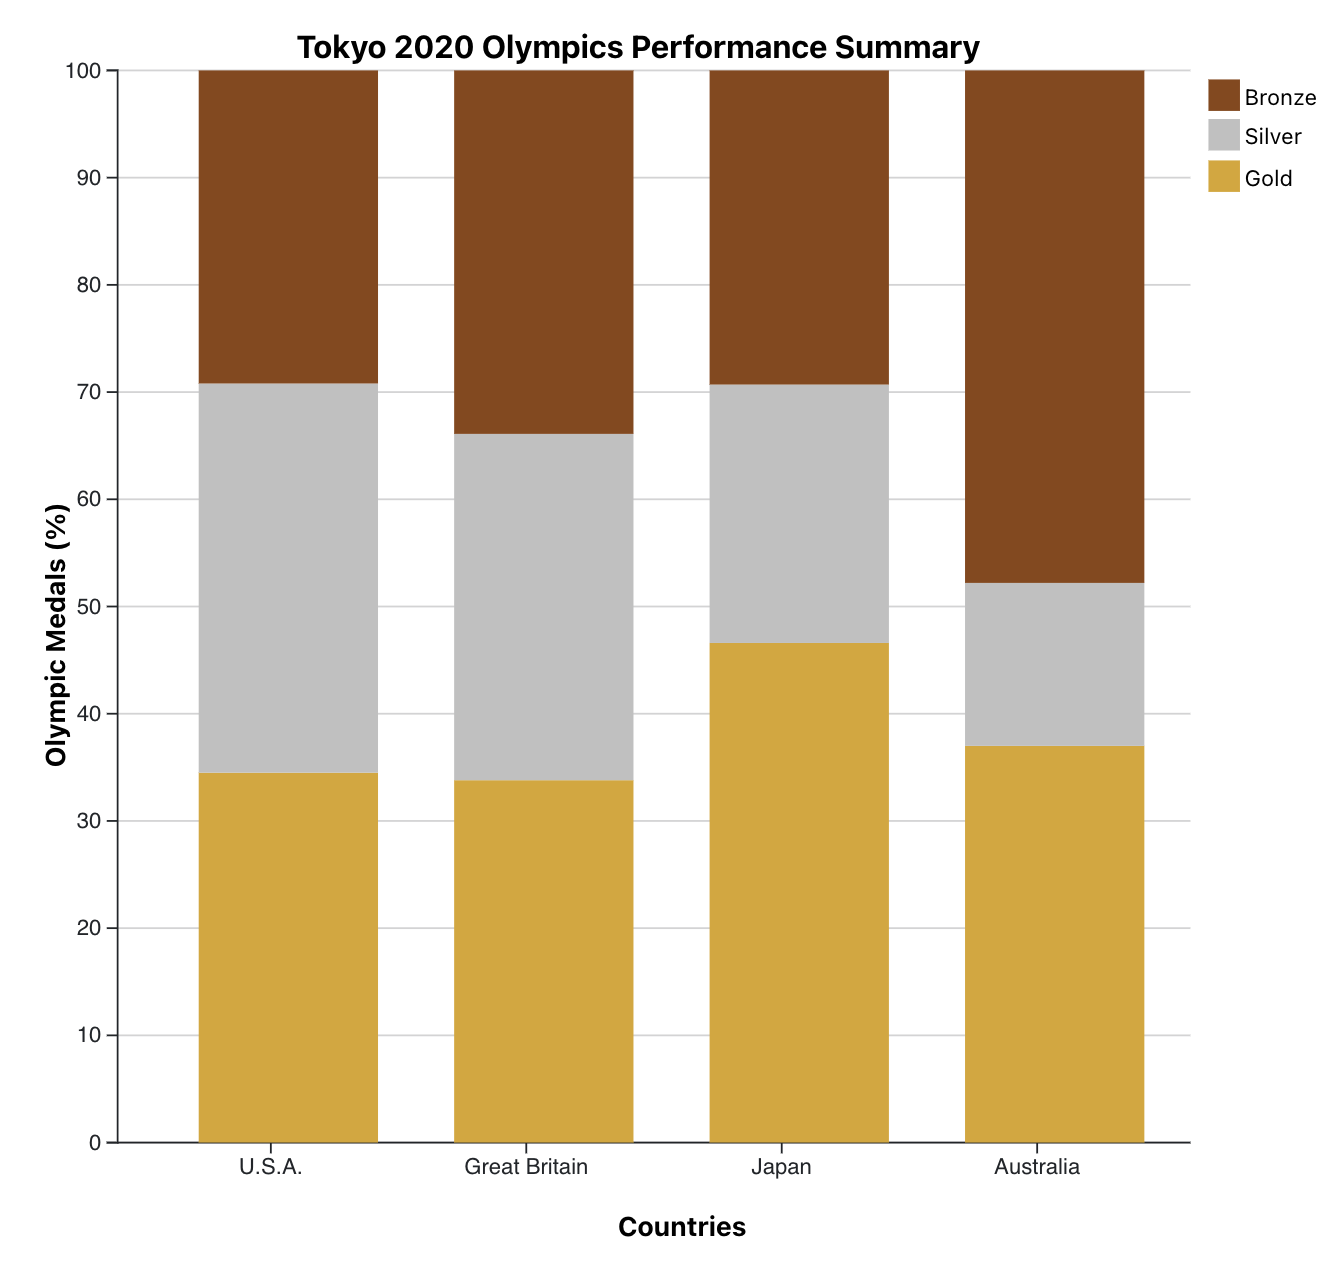 Tokyo 2020 Olympics Performance Summary
100
90
80
70
60
50
40
30
20
10
0
Olympic Medals (%)
U.S.A.
Great Britain
Japan
Australia
Countries
Bronze
Silver
Gold